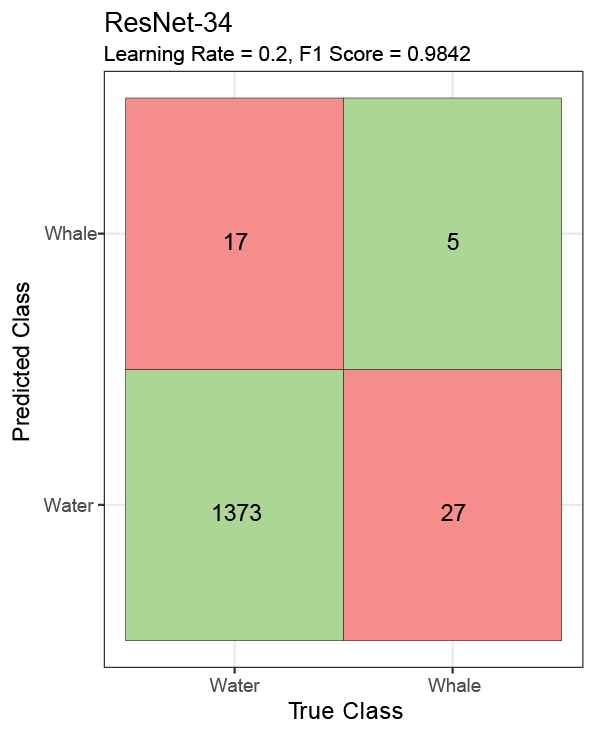 ResNet-34
Learning Rate = 0.2, F1 Score = 0.9842
Whale
17
5
Predicted Class
Water
1373
27
Water
Whale
True Class